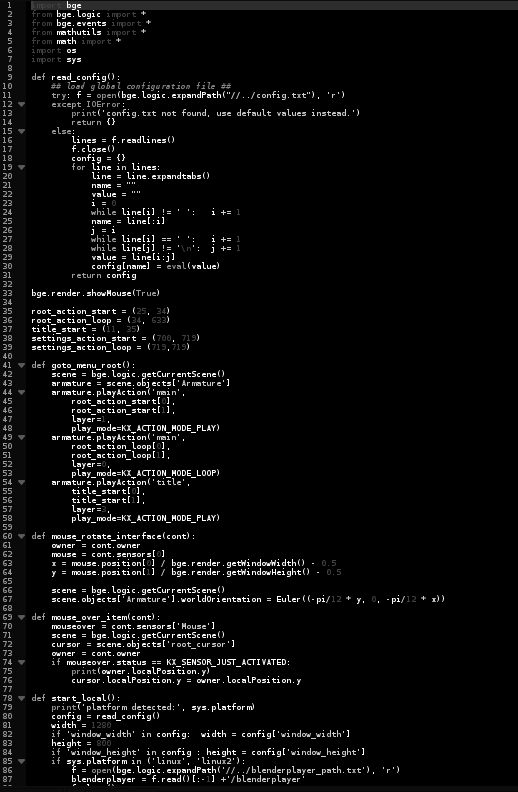 1 import bge
2 from bge.logic import *
3 from bge.events import *
4 from mathutils import *
5 from math import *
6 import os
7 import sys
8
9 def read_config():
10 ## load global configuration file ##
11 try: f = open(bge.logic.expandPath("//../config.txt"), 'r')
12 except IOError:
13 print('config.txt not found, use default values instead.')
14 return {}
15 else:
16 lines = f.readlines()
17 f.close()
18 config = {}
19 for line in lines:
20 line = line.expandtabs()
21 name = ""
22 value = ""
23 i = 0
24 while line[i] != ' ': i += 1
25 name = line[:i]
26 j = i
27 while line[i] == ' ': i += 1
28 while line[j] != '\n': j += 1
29 value = line[i:j]
30 config[name] = eval(value)
31 return config
32
33 bge.render.showMouse(True)
34
35 root_action_start = (25, 34)
36 root_action_loop = (34, 633)
37 title_start = (11, 35)
38 settings_action_start = (700, 719)
39 settings_action_loop = (719,719)
40
41 def goto_menu_root():
42 scene = bge.logic.getCurrentScene()
43 armature = scene.objects['Armature']
44 armature.playAction('main',
45 root_action_start[0],
46 root_action_start[1],
47 layer=1,
48 play_mode=KX_ACTION_MODE_PLAY)
49 armature.playAction('main',
50 root_action_loop[0],
51 root_action_loop[1],
52 layer=0,
53 play_mode=KX_ACTION_MODE_LOOP)
54 armature.playAction('title',
55 title_start[0],
56 title_start[1],
57 layer=3,
58 play_mode=KX_ACTION_MODE_PLAY)
59
60 def mouse_rotate_interface(cont):
61 owner = cont.owner
62 mouse = cont.sensors[0]
63 x = mouse.position[0] / bge.render.getWindowWidth() - 0.5
64 y = mouse.position[1] / bge.render.getWindowHeight() - 0.5
65
66 scene = bge.logic.getCurrentScene()
67 scene.objects['Armature'].worldOrientation = Euler((-pi/12 * y, 0, -pi/12 * x))
68
69 def mouse_over_item(cont):
70 mouseover = cont.sensors['Mouse']
71 scene = bge.logic.getCurrentScene()
72 cursor = scene.objects['root_cursor']
73 owner = cont.owner
74 if mouseover.status == KX_SENSOR_JUST_ACTIVATED:
75 print(owner.localPosition.y)
76 cursor.localPosition.y = owner.localPosition.y
77
78 def start_local():
79 print('platform detected:', sys.platform)
80 config = read_config()
81 width = 1280
82 if 'window_width' in config: width = config['window_width']
83 height = 800
84 if 'window_height' in config : height = config['window_height']
85 if sys.platform in ('linux', 'linux2'):
86 f = open(bge.logic.expandPath('//../blenderplayer_path.txt'), 'r')
87 blenderplayer = f.read()[:-1] +'/blenderplayer'